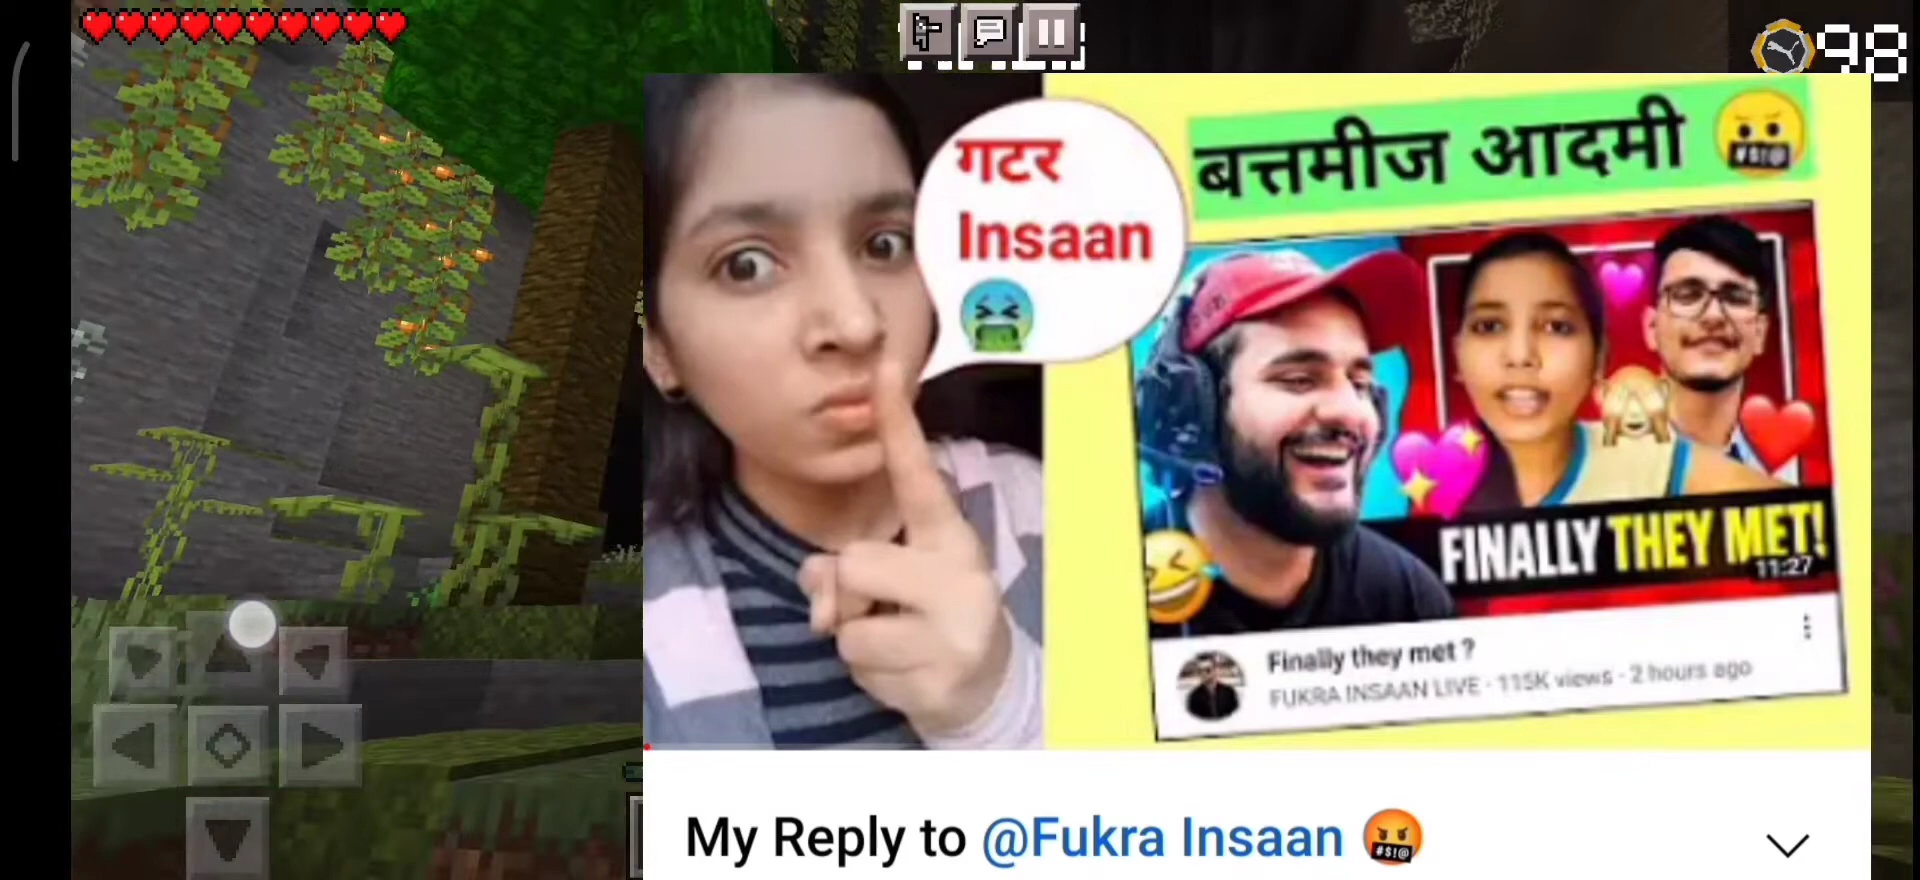 98
गटर
Insaan
बत्तमीज आदमी
#$!@
FINALLY THEY MET!
11:27
Finally they met ?
FUKRA INSAAN LIVE · 115K views · 2 hours ago
My Reply to @Fukra Insaan
#$!@